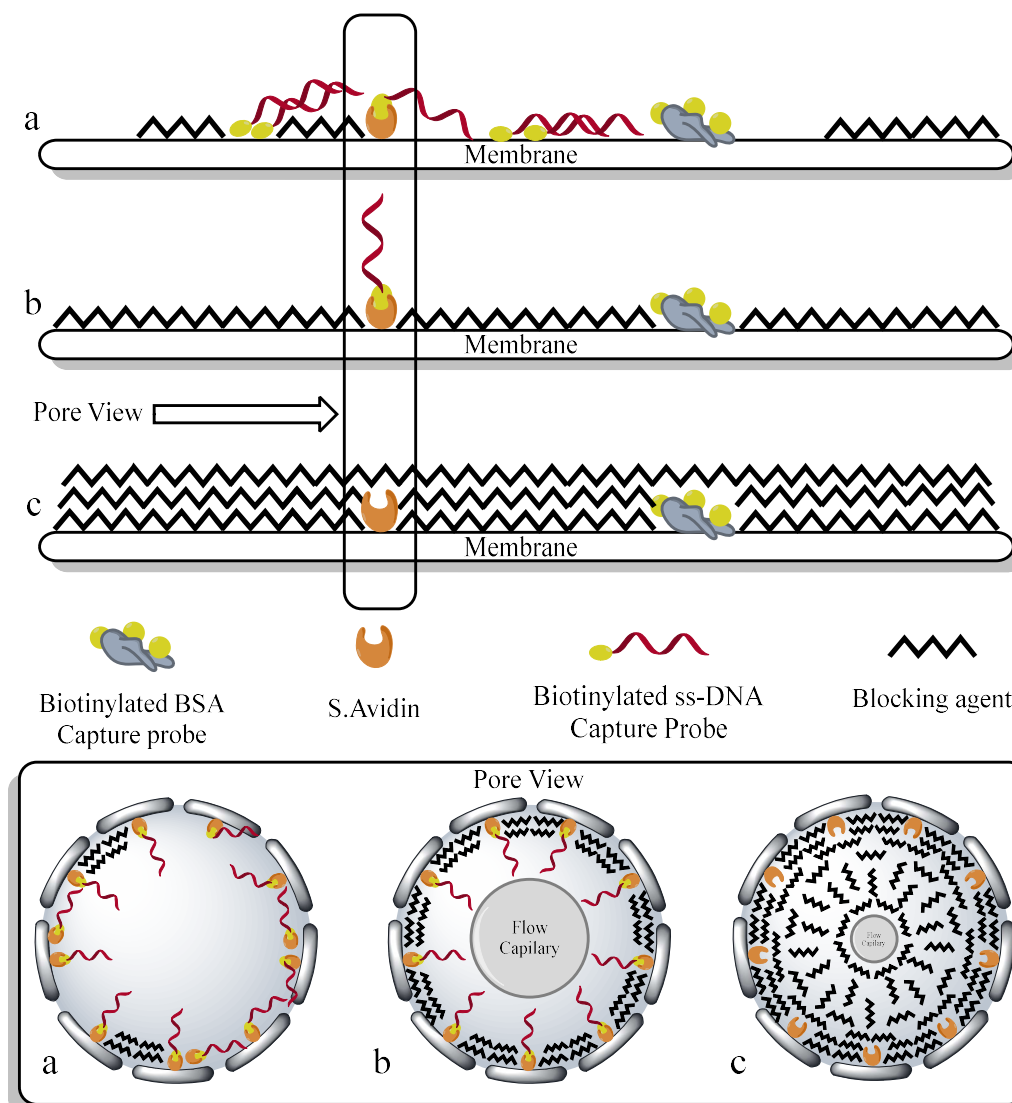 a
Membrane
b
Membrane
Pore View
c
Membrane
Biotinylated BSA
Capture probe
S.Avidin
Biotinylated ss-DNA
Capture Probe
Blocking agent
Pore View
Flow
Capilary
Flow
Capilary
a
b
c